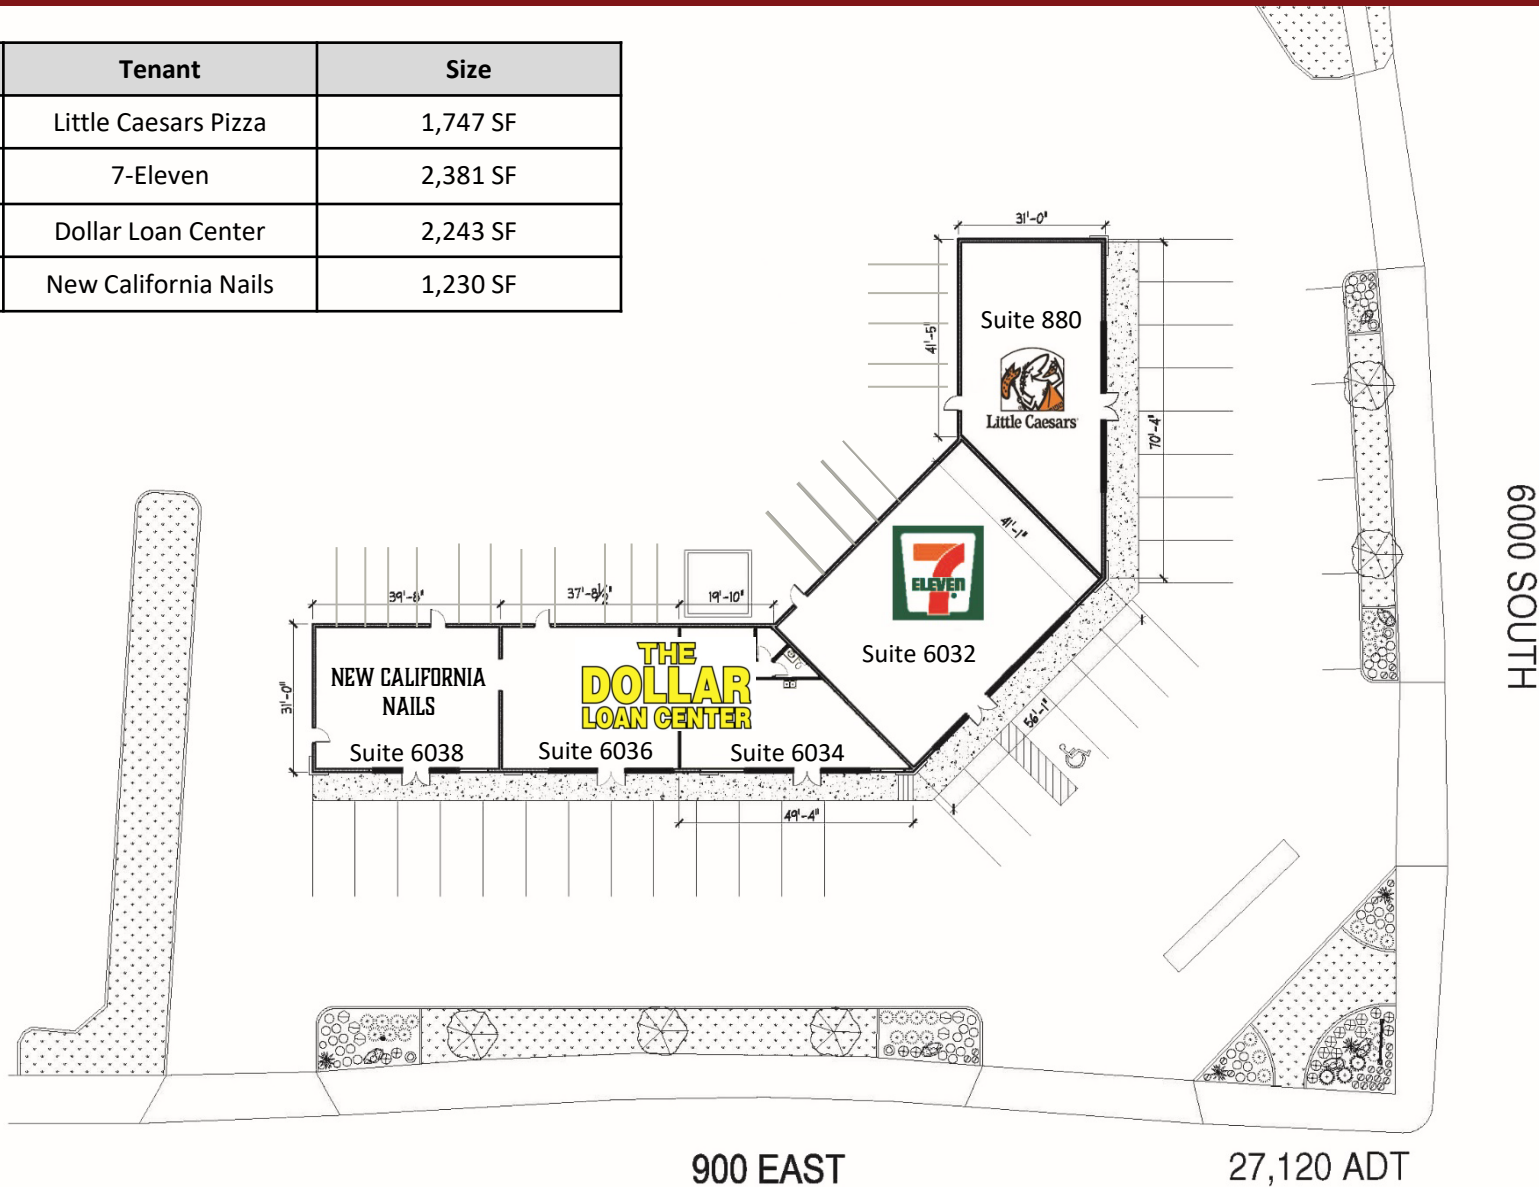 Tenant Size
Little Caesars Pizza 1,747 SF
7-Eleven 2,381 SF
Dollar Loan Center 2,243 SF
New California Nails 1,230 SF
31'-0"
Suite 880
41'-5"
Little Caesars
70'-4"
41'-1"
7
ELEVEN
Suite 6032
39'-8"
37'-8½"
19'-10"
31'-0"
NEW CALIFORNIA
NAILS
Suite 6038
THE
DOLLAR
LOAN CENTER
Suite 6036
Suite 6034
56'-1"
49'-4"
6000 SOUTH
900 EAST
27,120 ADT